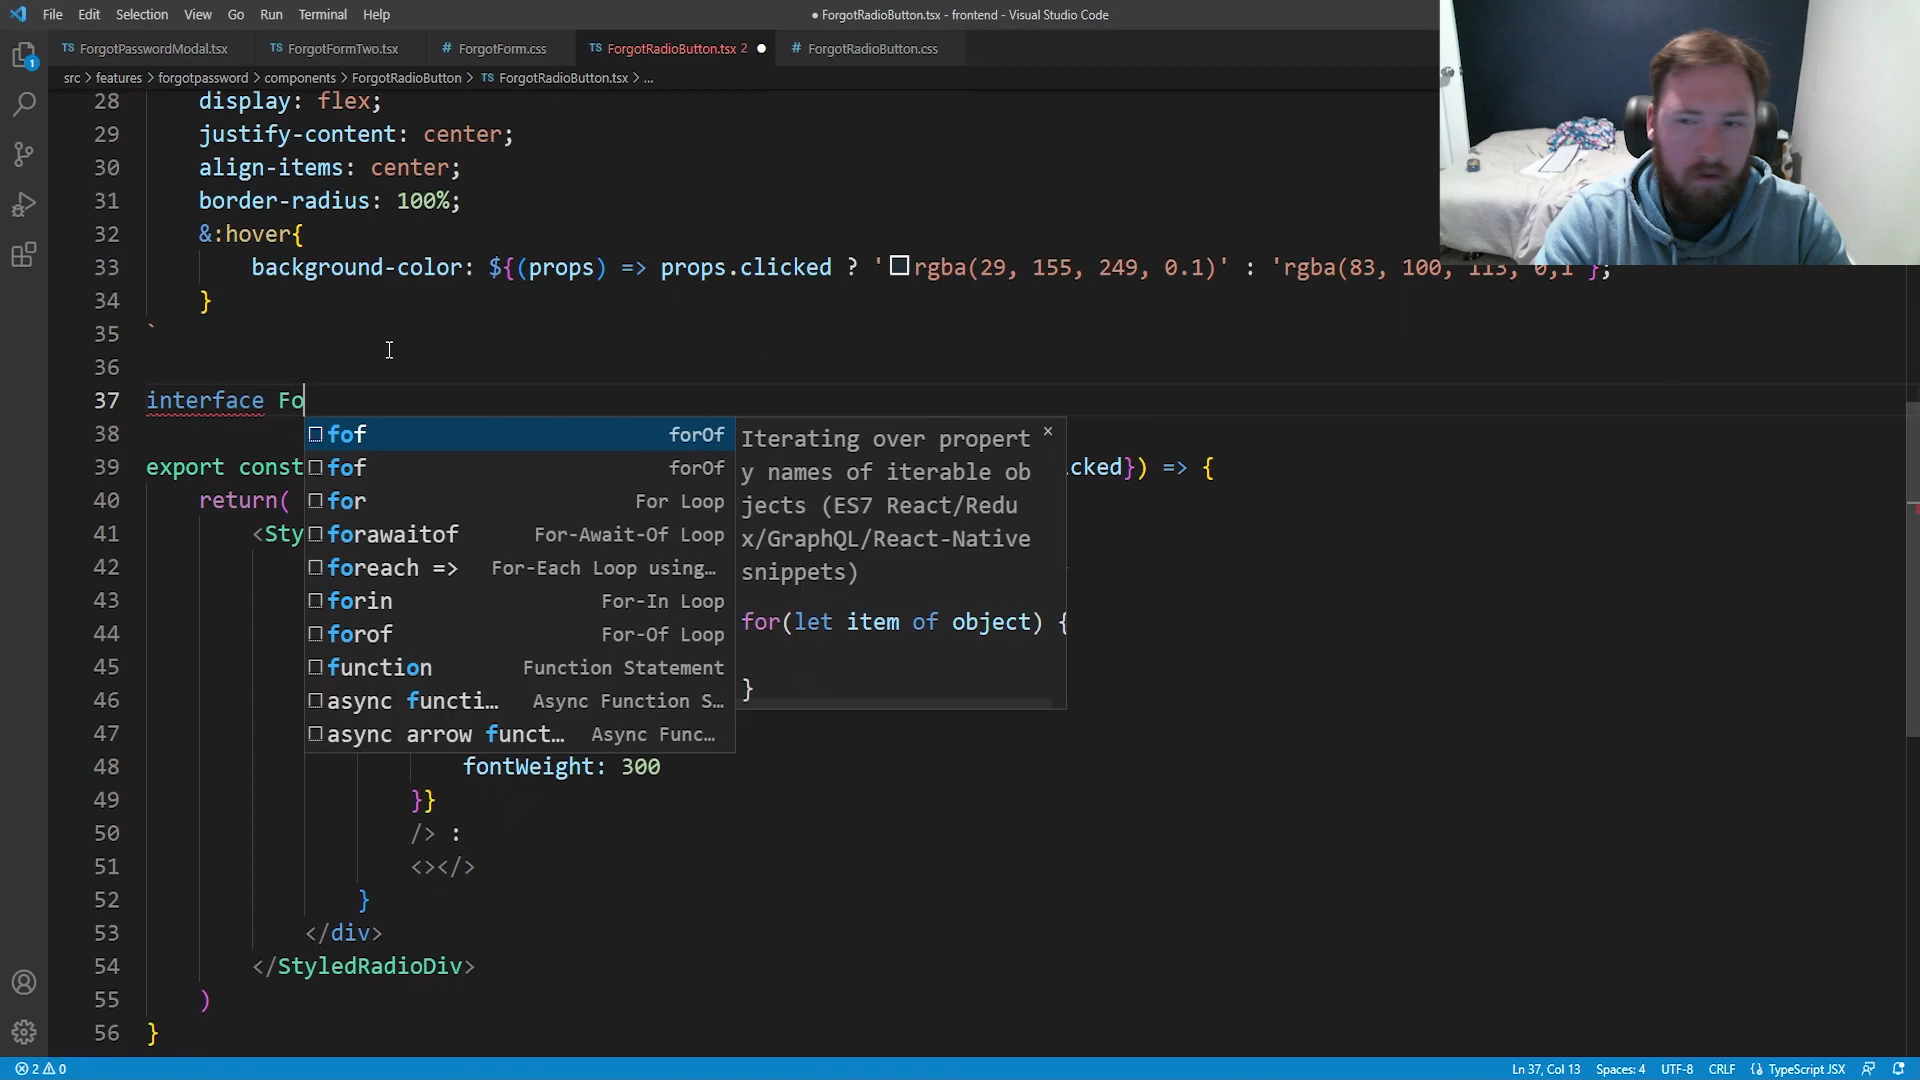 File Edit Selection View Go Run Terminal Help
● ForgotRadioButton.tsx - frontend - Visual Studio Code
TS ForgotPasswordModal.tsx TS ForgotFormTwo.tsx # ForgotForm.css TS ForgotRadioButton.tsx 2 ● # ForgotRadioButton.css
1
src > features > forgotpassword > components > ForgotRadioButton > TS ForgotRadioButton.tsx > ...
28 display: flex;
29 justify-content: center;
30 align-items: center;
31 border-radius: 100%;
32 &:hover{
33 background-color: ${(props) => props.clicked ? 'rgba(29, 155, 249, 0.1)' : 'rgba(83, 100, 113, 0,1'};
34 }
35 `
36
37 interface Fo
38
39 export const cked}) => {
40 return(
41 <Sty
42
43
44
45
46
47
48 fontWeight: 300
49 }}
50 /> :
51 <></>
52 }
53 </div>
54 </StyledRadioDiv>
55 )
56 }
fof forOf
fof forOf
for For Loop
forawaitof For-Await-Of Loop
foreach => For-Each Loop using…
forin For-In Loop
forof For-Of Loop
function Function Statement
async functi… Async Function S…
async arrow funct… Async Func…
Iterating over propert
y names of iterable ob
jects (ES7 React/Redu
x/GraphQL/React-Native
snippets)
for(let item of object) {
}
2 0 Ln 37, Col 13 Spaces: 4 UTF-8 CRLF {} TypeScript JSX